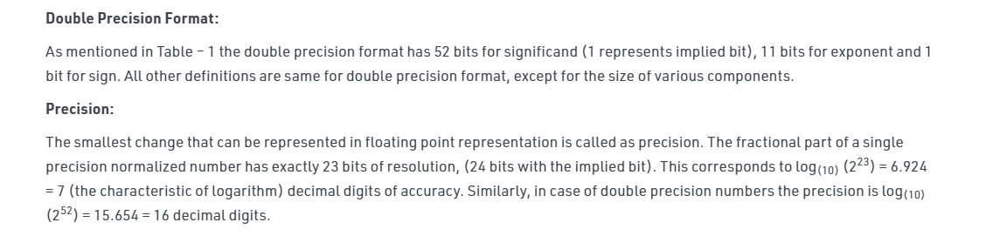 Double Precision Format:
As mentioned in Table – 1 the double precision format has 52 bits for significand (1 represents implied bit), 11 bits for exponent and 1
bit for sign. All other definitions are same for double precision format, except for the size of various components.
Precision:
The smallest change that can be represented in floating point representation is called as precision. The fractional part of a single
precision normalized number has exactly 23 bits of resolution, (24 bits with the implied bit). This corresponds to log(10) (2^23) = 6.924
= 7 (the characteristic of logarithm) decimal digits of accuracy. Similarly, in case of double precision numbers the precision is log(10)
(2^52) = 15.654 = 16 decimal digits.